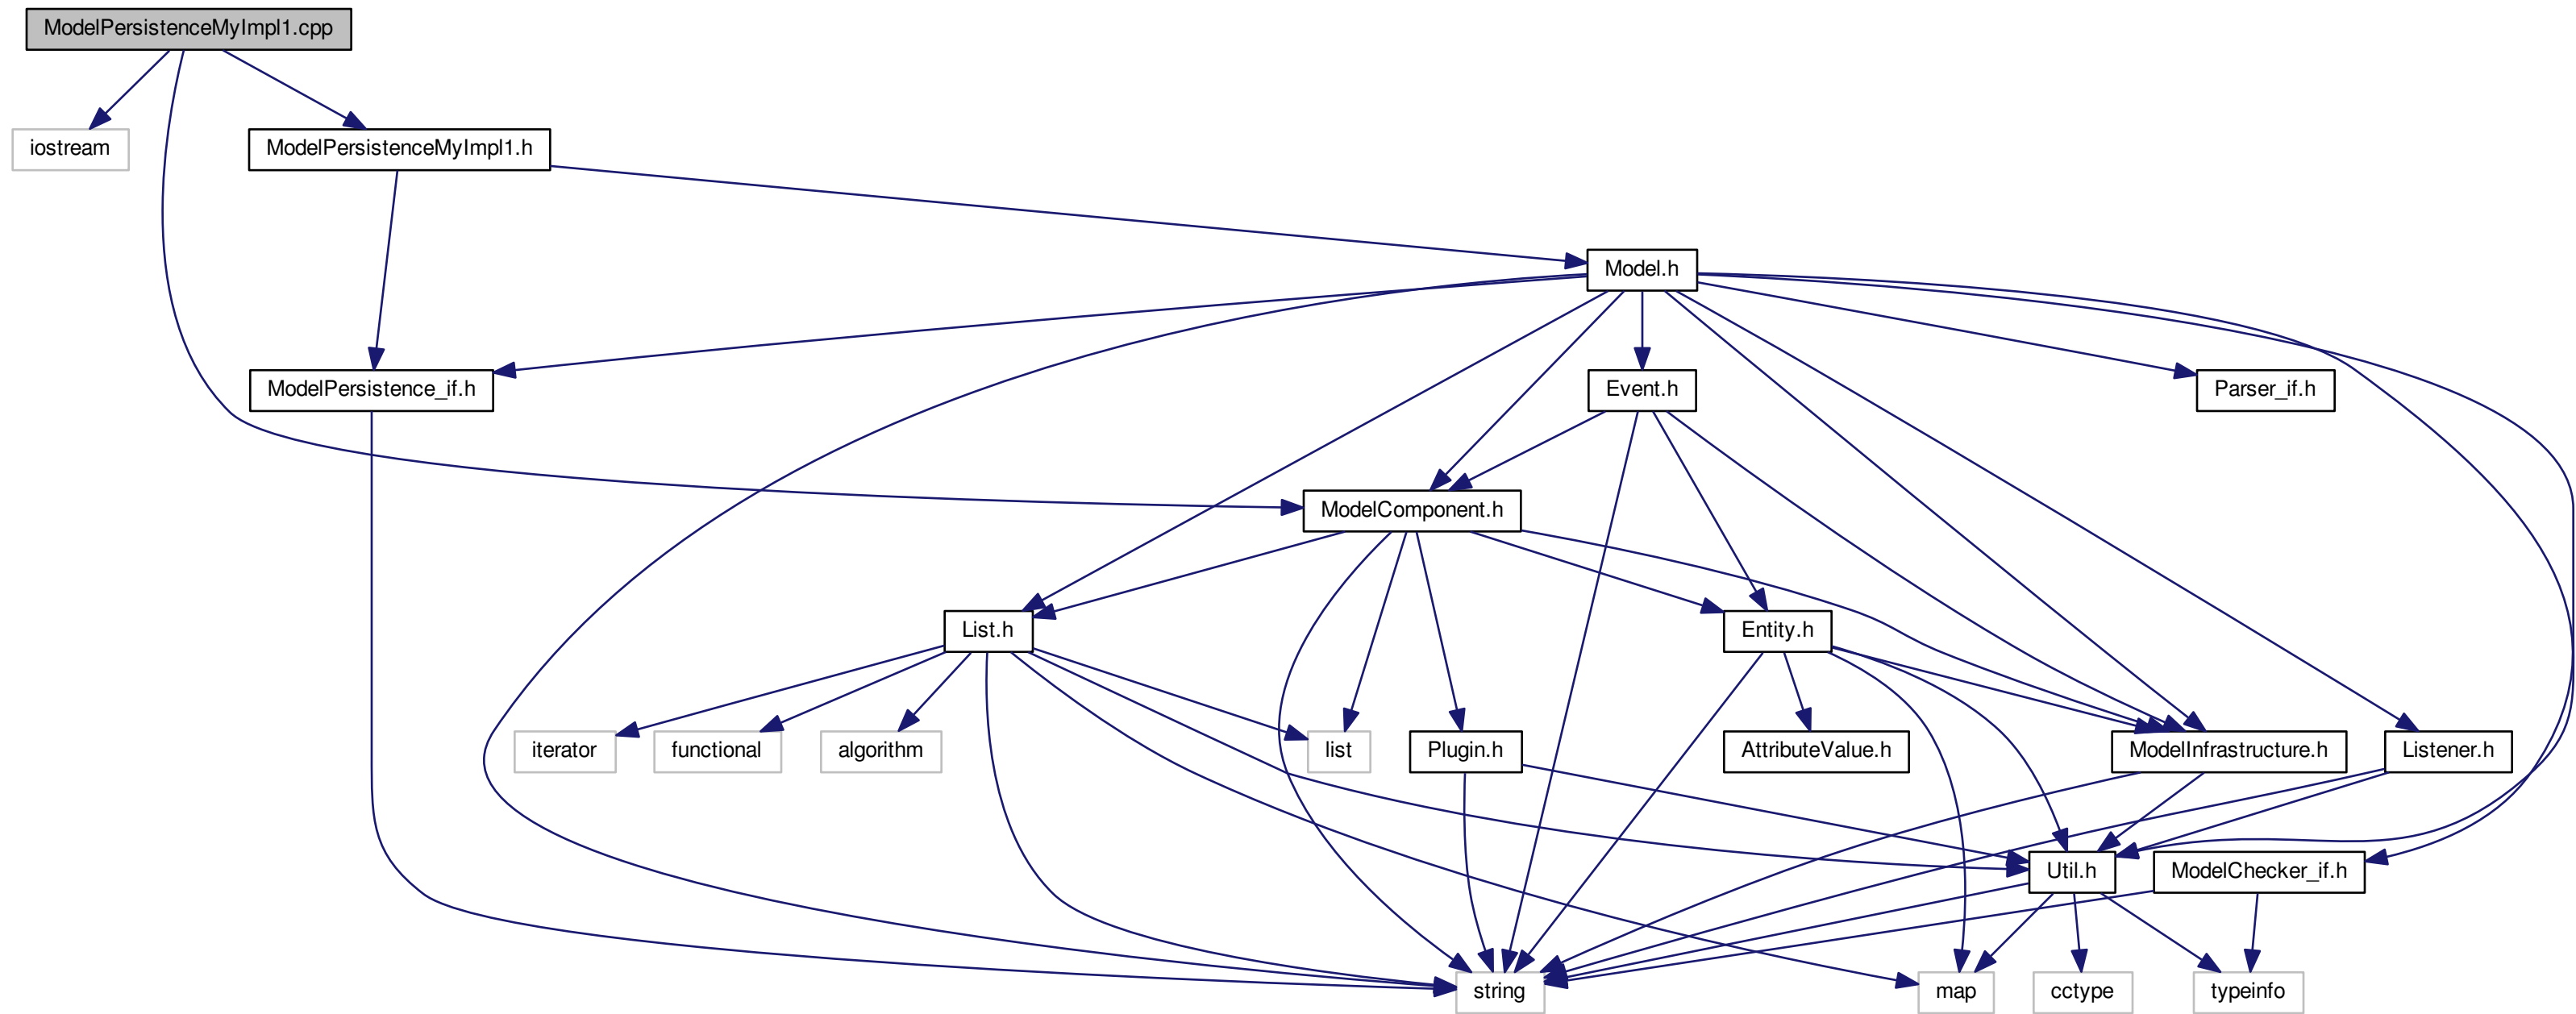 ModelPersistenceMyImpl1.cpp
iostream
ModelPersistenceMyImpl1.h
Model.h
ModelPersistence_if.h
Event.h
Parser_if.h
ModelComponent.h
List.h
Entity.h
iterator
functional
algorithm
list
Plugin.h
AttributeValue.h
ModelInfrastructure.h
Listener.h
Util.h
ModelChecker_if.h
string
map
cctype
typeinfo